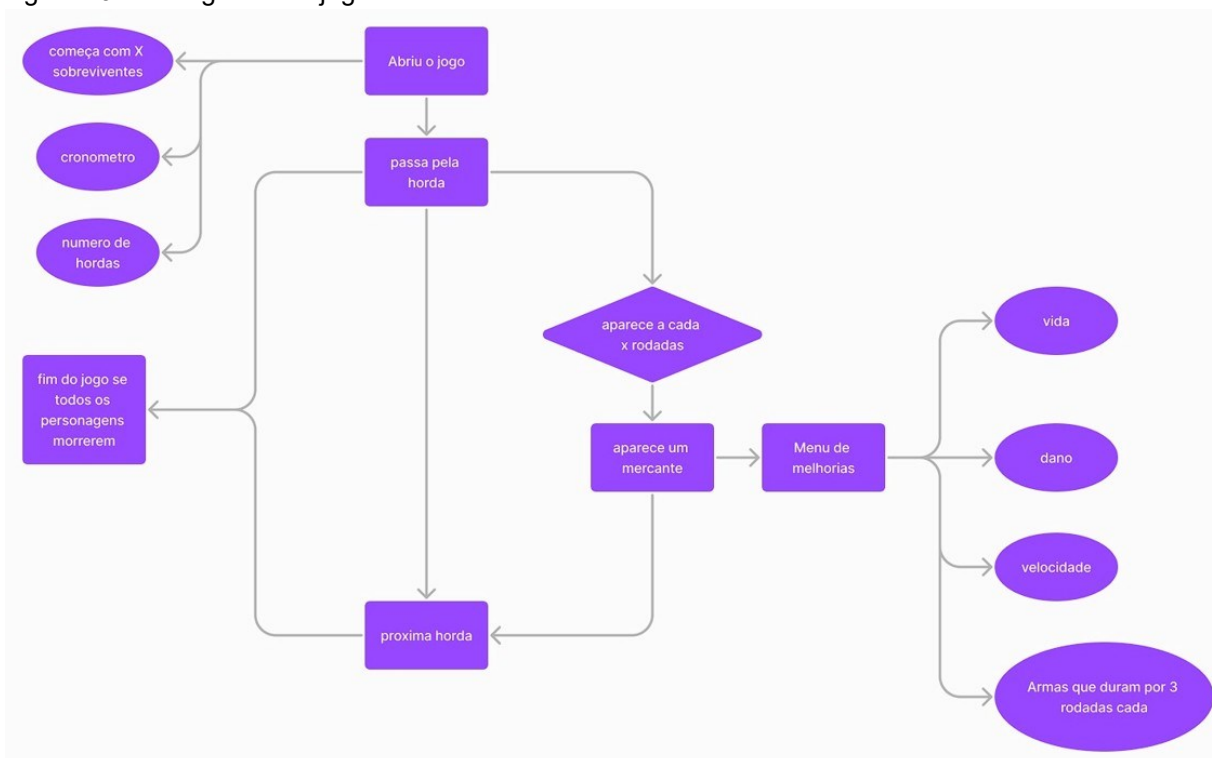 começa com X
sobreviventes
Abriu o jogo
cronometro
passa pela
horda
numero de
hordas
aparece a cada
x rodadas
vida
fim do jogo se
todos os
personagens
morrerem
aparece um
mercante
Menu de
melhorias
dano
velocidade
proxima horda
Armas que duram por 3
rodadas cada